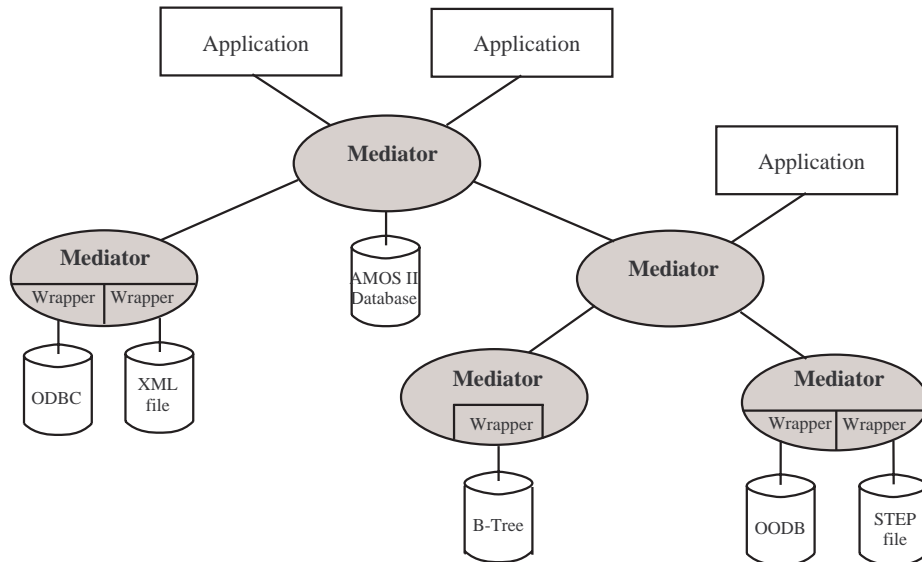 Application
Application
Mediator
Application
Mediator
Wrapper Wrapper
AMOS II
Database
Mediator
ODBC
XML
file
Mediator
Wrapper
Mediator
Wrapper Wrapper
B-Tree
OODB
STEP
file